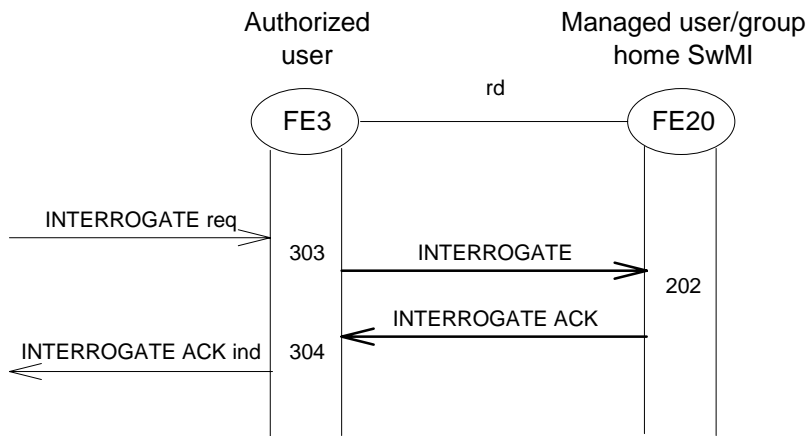 Authorized
user
Managed user/group
home SwMI
rd
FE3
FE20
INTERROGATE req
303
INTERROGATE
202
INTERROGATE ACK
INTERROGATE ACK ind
304